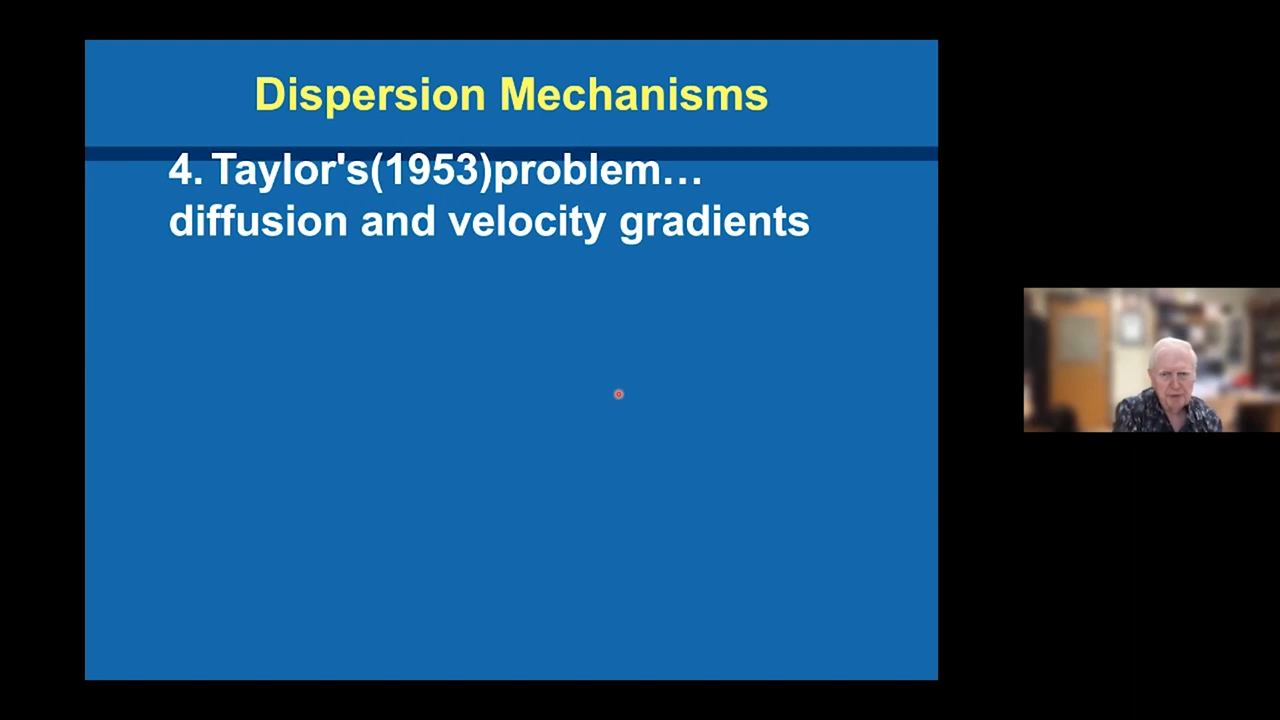 Dispersion Mechanisms
4. Taylor's(1953)problem…
diffusion and velocity gradients